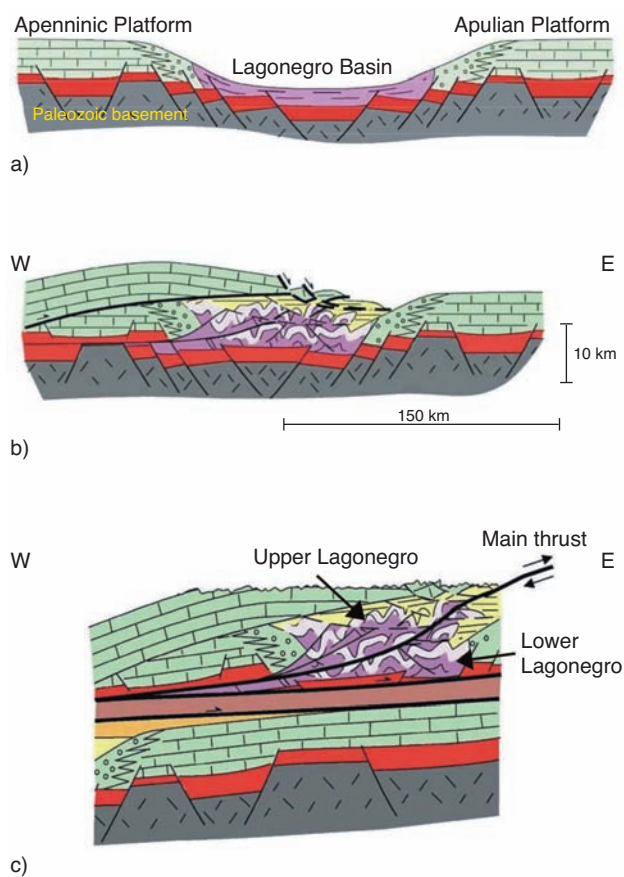 Apenninic Platform
Apulian Platform
Lagonegro Basin
Paleozoic basement
a)
W
E
10 km
150 km
b)
W
Main thrust
E
Upper Lagonegro
Lower
Lagonegro
c)